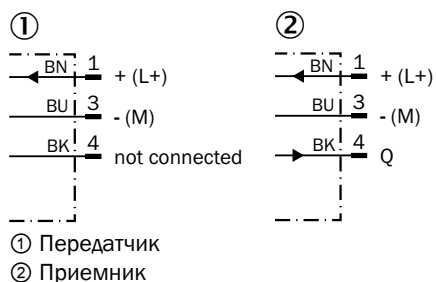 ① ②
BN 1 + (L+)
BU 3 - (M)
BK 4 not connected
BN 1 + (L+)
BU 3 - (M)
BK 4 Q
① Передатчик
② Приемник